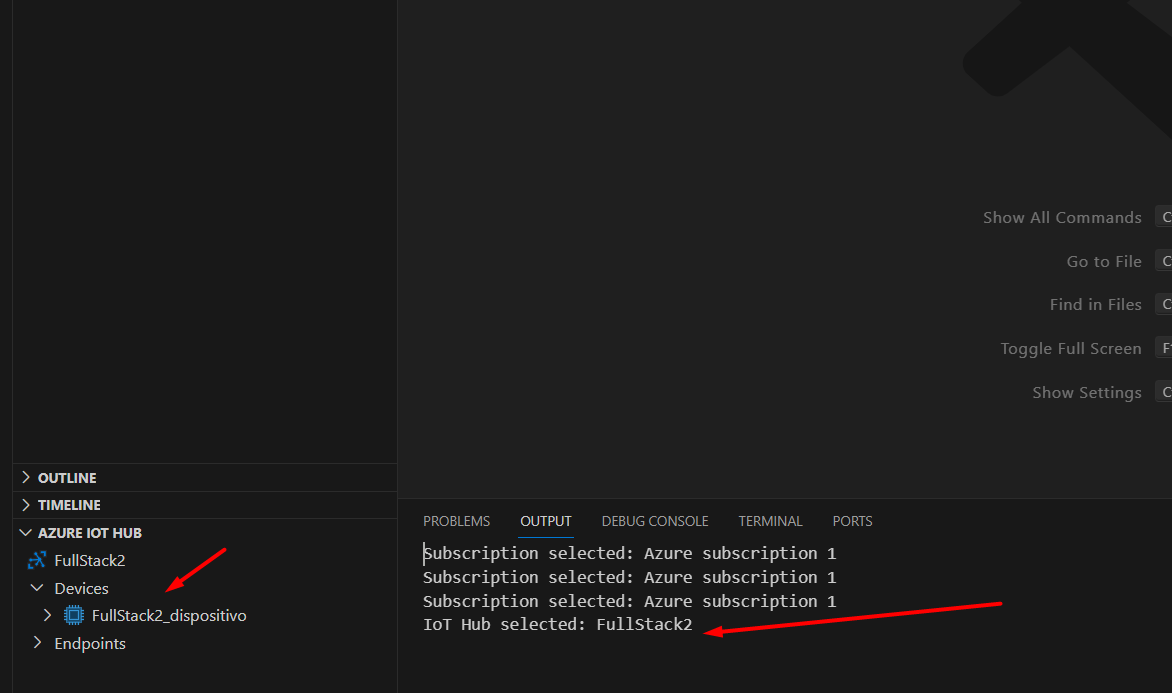 Show All Commands
Go to File
Find in Files
Toggle Full Screen
Show Settings
OUTLINE
TIMELINE
AZURE IOT HUB
FullStack2
Devices
FullStack2_dispositivo
Endpoints
PROBLEMS OUTPUT DEBUG CONSOLE TERMINAL PORTS
Subscription selected: Azure subscription 1
Subscription selected: Azure subscription 1
Subscription selected: Azure subscription 1
IoT Hub selected: FullStack2